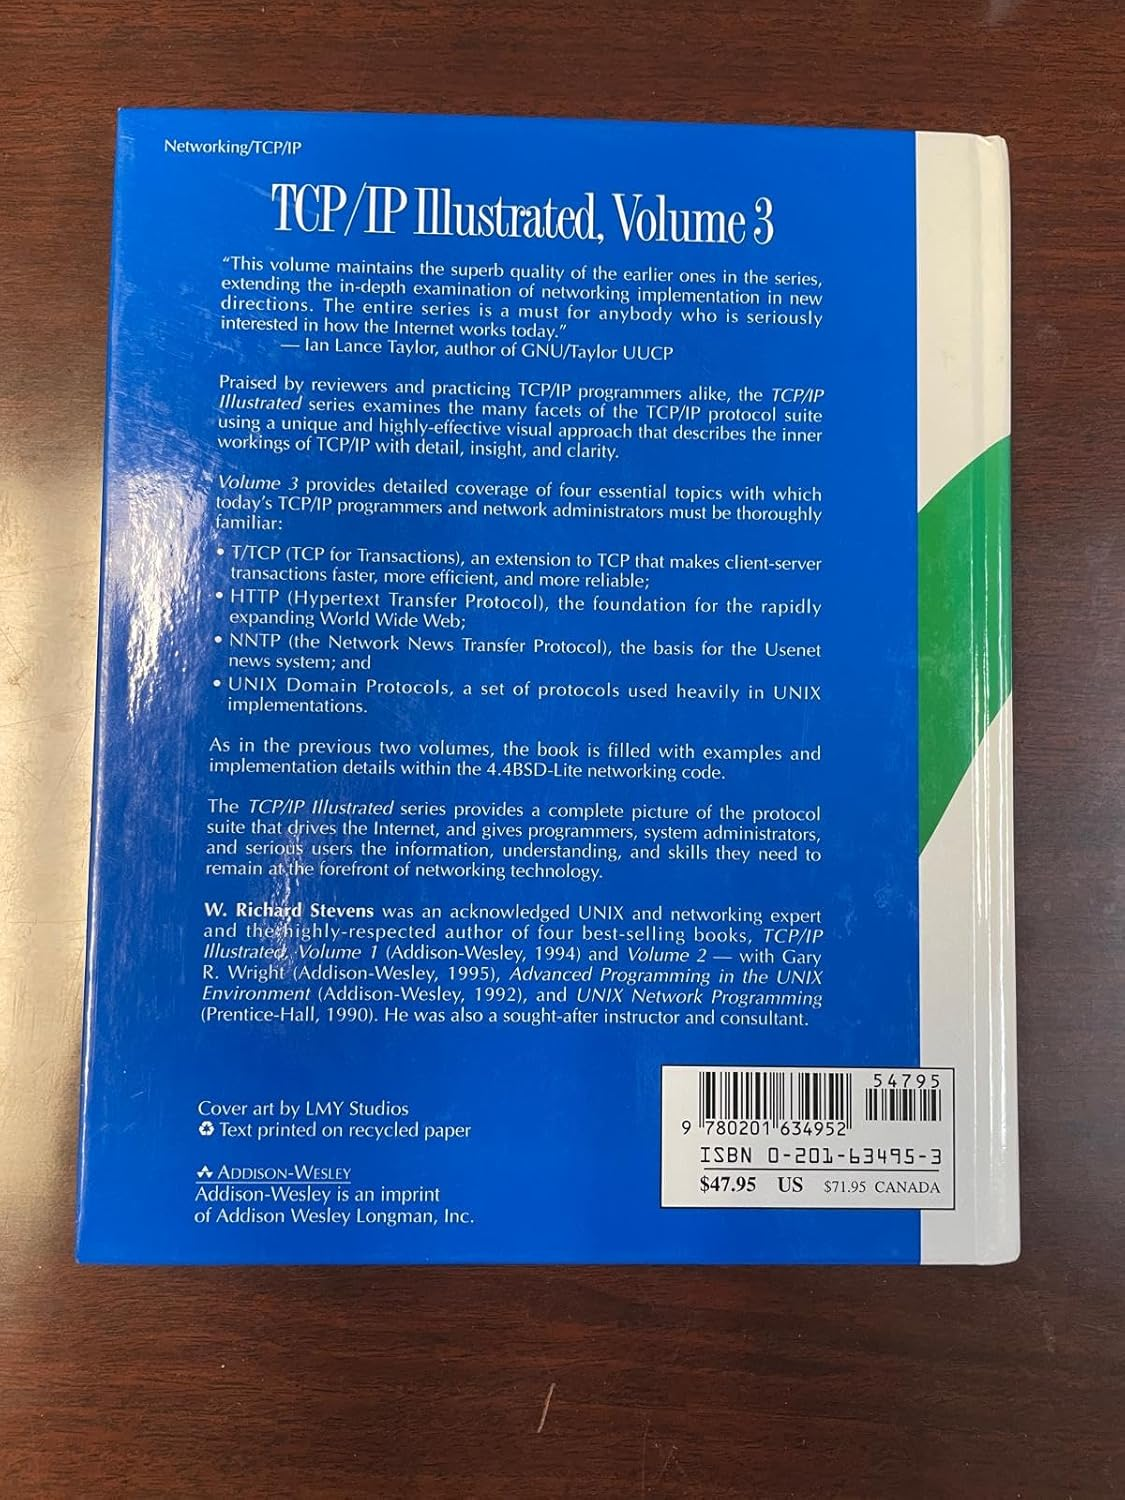 Networking/TCP/IP
TCP/IP Illustrated, Volume 3
“This volume maintains the superb quality of the earlier ones in the series,
extending the in-depth examination of networking implementation in new
directions. The entire series is a must for anybody who is seriously
interested in how the Internet works today.”
— Ian Lance Taylor, author of GNU/Taylor UUCP
Praised by reviewers and practicing TCP/IP programmers alike, the TCP/IP
Illustrated series examines the many facets of the TCP/IP protocol suite
using a unique and highly-effective visual approach that describes the inner
workings of TCP/IP with detail, insight, and clarity.
Volume 3 provides detailed coverage of four essential topics with which
today's TCP/IP programmers and network administrators must be thoroughly
familiar:
• T/TCP (TCP for Transactions), an extension to TCP that makes client-server
transactions faster, more efficient, and more reliable;
• HTTP (Hypertext Transfer Protocol), the foundation for the rapidly
expanding World Wide Web;
• NNTP (the Network News Transfer Protocol), the basis for the Usenet
news system; and
• UNIX Domain Protocols, a set of protocols used heavily in UNIX
implementations.
As in the previous two volumes, the book is filled with examples and
implementation details within the 4.4BSD-Lite networking code.
The TCP/IP Illustrated series provides a complete picture of the protocol
suite that drives the Internet, and gives programmers, system administrators,
and serious users the information, understanding, and skills they need to
remain at the forefront of networking technology.
W. Richard Stevens was an acknowledged UNIX and networking expert
and the highly-respected author of four best-selling books, TCP/IP
Illustrated, Volume 1 (Addison-Wesley, 1994) and Volume 2 — with Gary
R. Wright (Addison-Wesley, 1995), Advanced Programming in the UNIX
Environment (Addison-Wesley, 1992), and UNIX Network Programming
(Prentice-Hall, 1990). He was also a sought-after instructor and consultant.
Cover art by LMY Studios
♻ Text printed on recycled paper
ADDISON-WESLEY
Addison-Wesley is an imprint
of Addison Wesley Longman, Inc.
54795
9 780201 634952
ISBN 0-201-63495-3
$47.95 US $71.95 CANADA